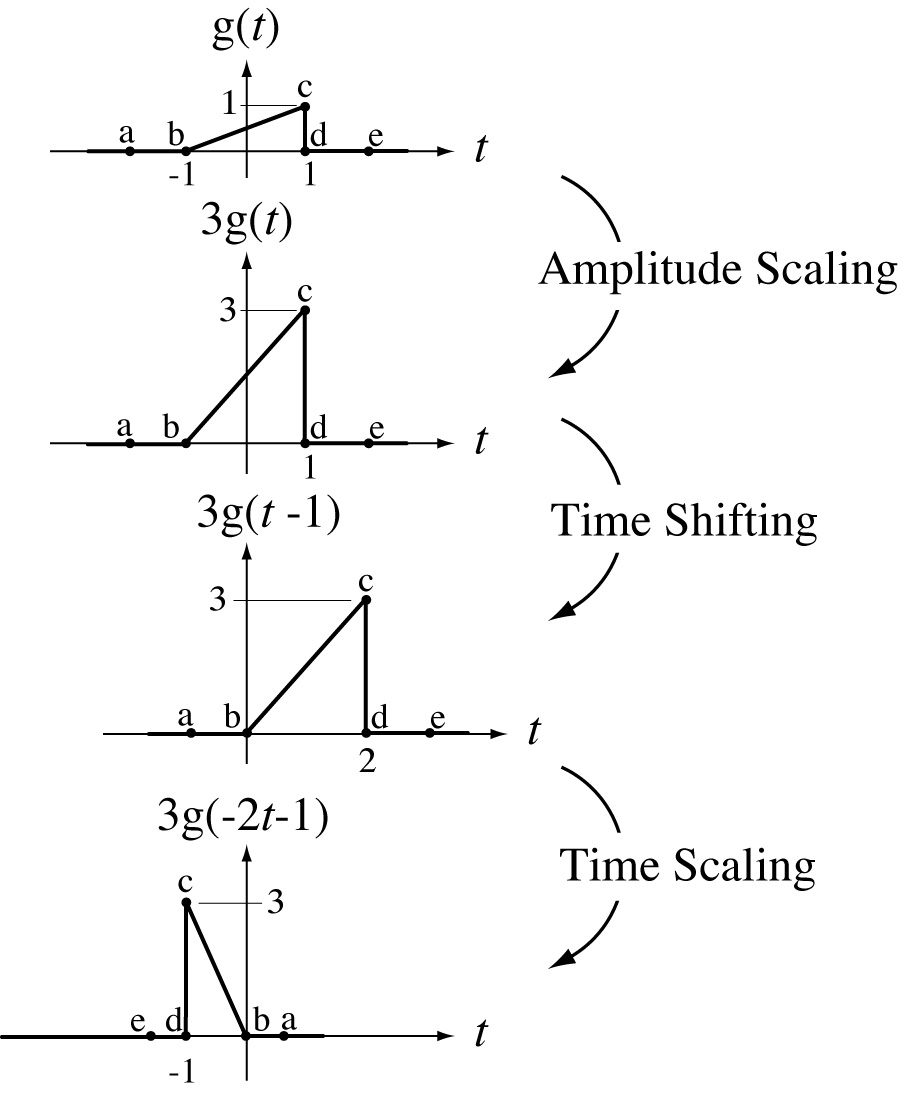 g(t)
c
1
a b d e
t
-1 1
3g(t)
Amplitude Scaling
c
3
a b d e
t
1
3g(t -1)
Time Shifting
c
3
a b d e
t
2
3g(-2t-1)
Time Scaling
c
3
e d b a
t
-1